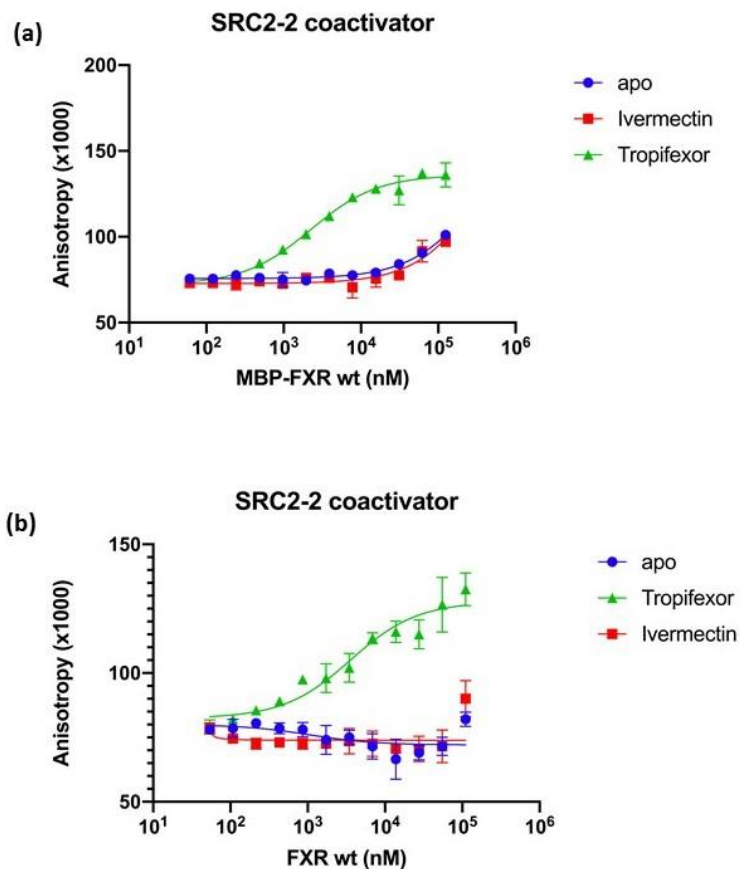 (a)
SRC2-2 coactivator
200
150
100
50
Anisotropy (x1000)
10¹ 10² 10³ 10⁴ 10⁵ 10⁶
MBP-FXR wt (nM)
apo
Ivermectin
Tropifexor
(b)
SRC2-2 coactivator
150
100
50
Anisotropy (x1000)
10¹ 10² 10³ 10⁴ 10⁵ 10⁶
FXR wt (nM)
apo
Tropifexor
Ivermectin